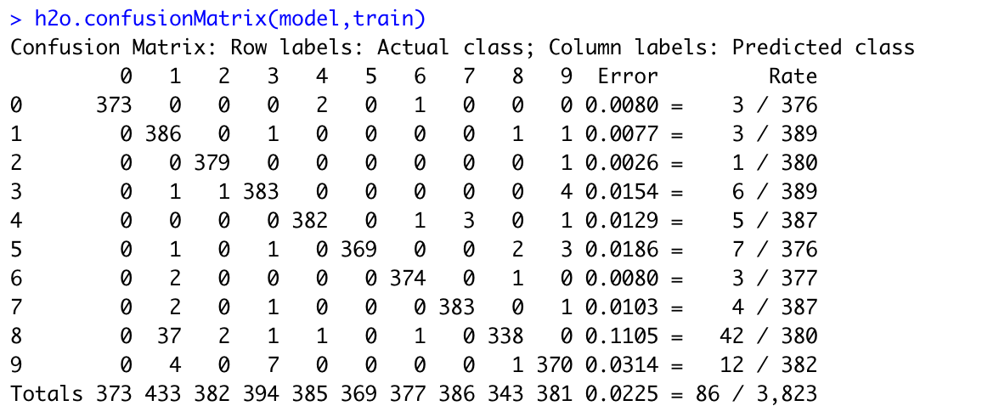 > h2o.confusionMatrix(model,train)
Confusion Matrix: Row labels: Actual class; Column labels: Predicted class
         0   1   2   3   4   5   6   7   8   9  Error         Rate
0      373   0   0   0   2   0   1   0   0   0 0.0080 =    3 / 376
1        0 386   0   1   0   0   0   0   1   1 0.0077 =    3 / 389
2        0   0 379   0   0   0   0   0   0   1 0.0026 =    1 / 380
3        0   1   1 383   0   0   0   0   0   4 0.0154 =    6 / 389
4        0   0   0   0 382   0   1   3   0   1 0.0129 =    5 / 387
5        0   1   0   1   0 369   0   0   2   3 0.0186 =    7 / 376
6        0   2   0   0   0   0 374   0   1   0 0.0080 =    3 / 377
7        0   2   0   1   0   0   0 383   0   1 0.0103 =    4 / 387
8        0  37   2   1   1   0   1   0 338   0 0.1105 =   42 / 380
9        0   4   0   7   0   0   0   0   1 370 0.0314 =   12 / 382
Totals 373 433 382 394 385 369 377 386 343 381 0.0225 = 86 / 3,823